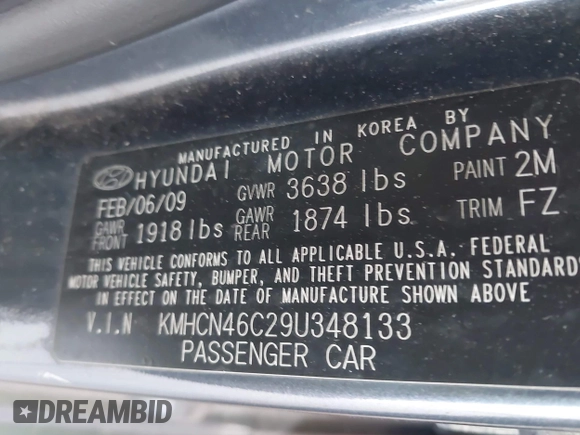 MANUFACTURED IN KOREA BY
HYUNDAI MOTOR COMPANY
FEB/06/09 GVWR 3638 lbs PAINT 2M
GAWR FRONT 1918 lbs GAWR REAR 1874 lbs TRIM FZ
THIS VEHICLE CONFORMS TO ALL APPLICABLE U.S.A. FEDERAL
MOTOR VEHICLE SAFETY, BUMPER, AND THEFT PREVENTION STANDARDS
IN EFFECT ON THE DATE OF MANUFACTURE SHOWN ABOVE
V.I.N KMHCN46C29U348133
PASSENGER CAR
DREAMBID